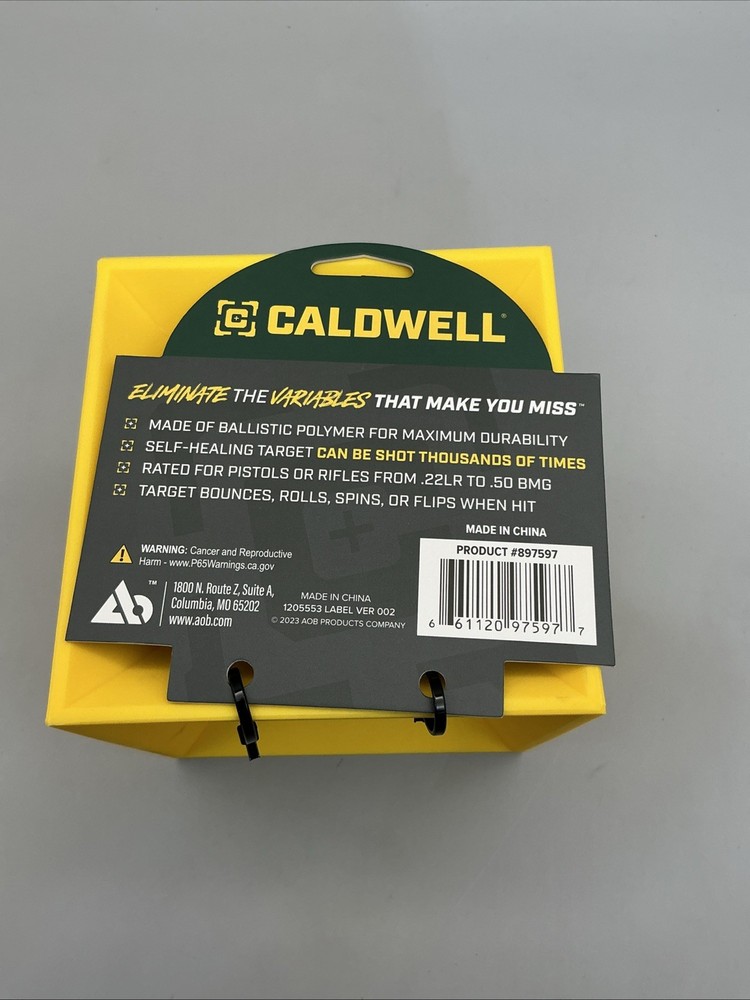 CALDWELL®
ELIMINATE THE VARIABLES THAT MAKE YOU MISS™
MADE OF BALLISTIC POLYMER FOR MAXIMUM DURABILITY
SELF-HEALING TARGET CAN BE SHOT THOUSANDS OF TIMES
RATED FOR PISTOLS OR RIFLES FROM .22LR TO .50 BMG
TARGET BOUNCES, ROLLS, SPINS, OR FLIPS WHEN HIT
WARNING: Cancer and Reproductive
Harm - www.P65Warnings.ca.gov
AOB™
1800 N. Route Z, Suite A,
Columbia, MO 65202
www.aob.com
MADE IN CHINA
1205553 LABEL VER 002
© 2023 AOB PRODUCTS COMPANY
MADE IN CHINA
PRODUCT #897597
6 61120 97597 7